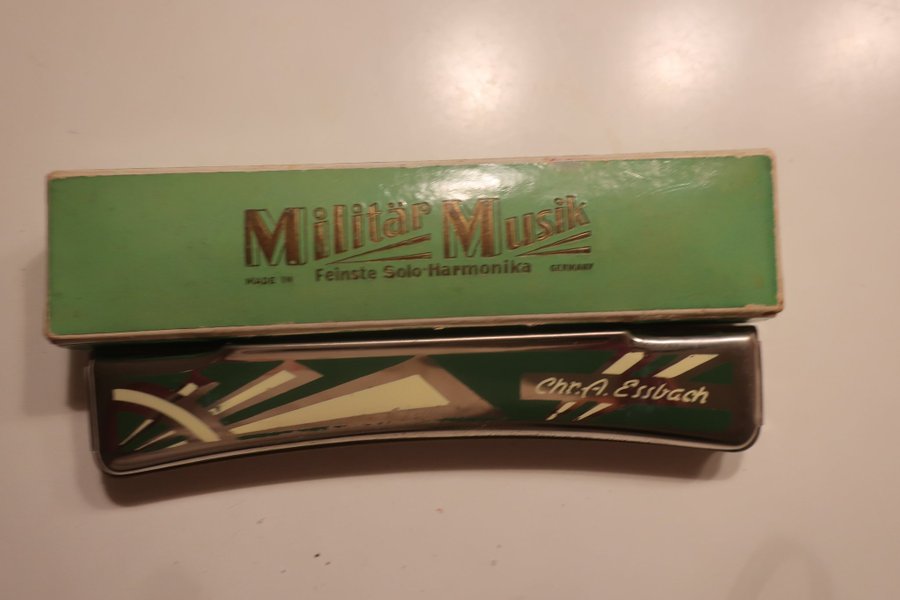 Militär Musik
MADE IN Feinste Solo-Harmonika GERMANY
Chr. A. Essbach